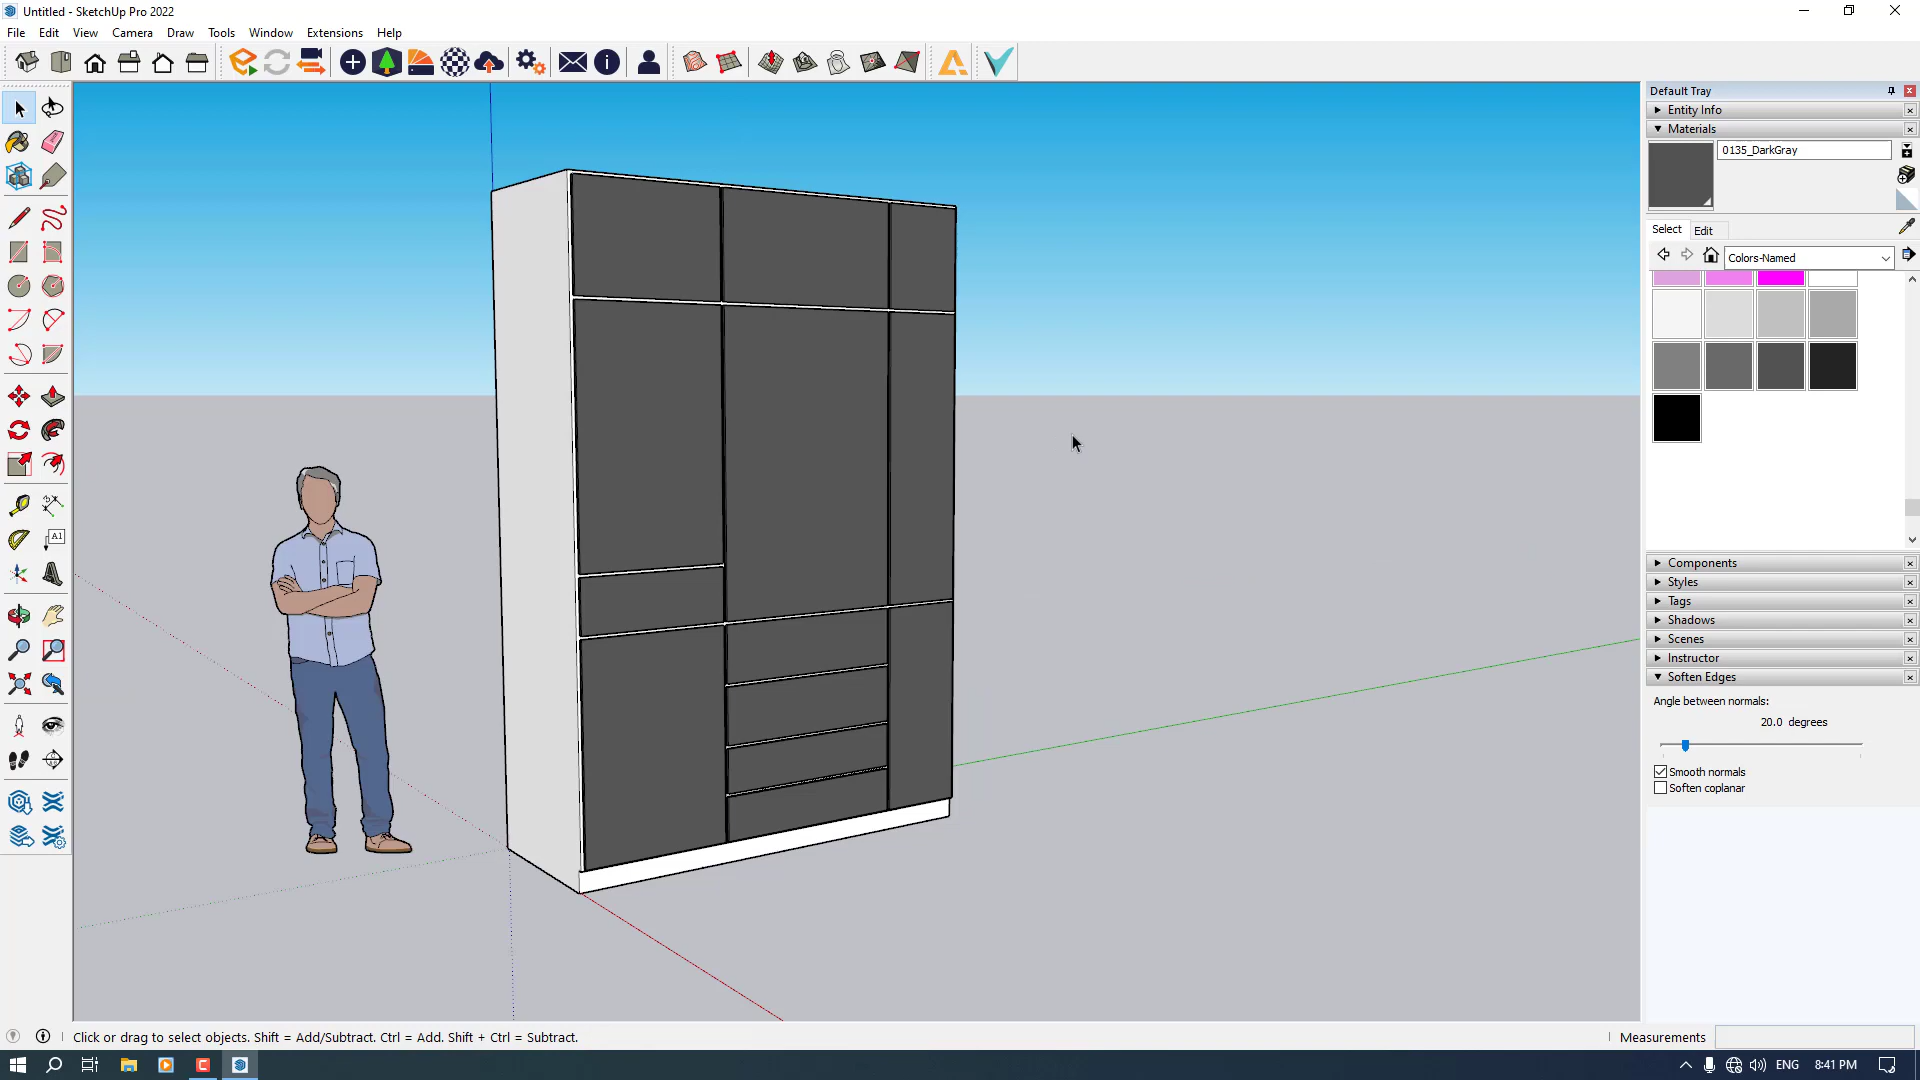 Untitled - SketchUp Pro 2022
File Edit View Camera Draw Tools Window Extensions Help
Default Tray
Entity Info
Materials
0135_DarkGray
Select Edit
Colors-Named
A1
Components
Styles
Tags
Shadows
Scenes
Instructor
Soften Edges
Angle between normals:
20.0 degrees
Smooth normals
Soften coplanar
Click or drag to select objects. Shift = Add/Subtract. Ctrl = Add. Shift + Ctrl = Subtract.
Measurements
ENG 8:41 PM